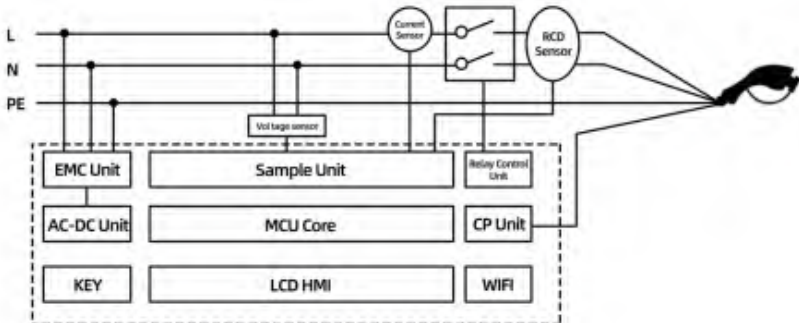 L
N
PE
Current
Sensor
RCD
Sensor
Voltage sensor
EMC Unit
Sample Unit
Relay Control
Unit
AC-DC Unit
MCU Core
CP Unit
KEY
LCD HMI
WIFI